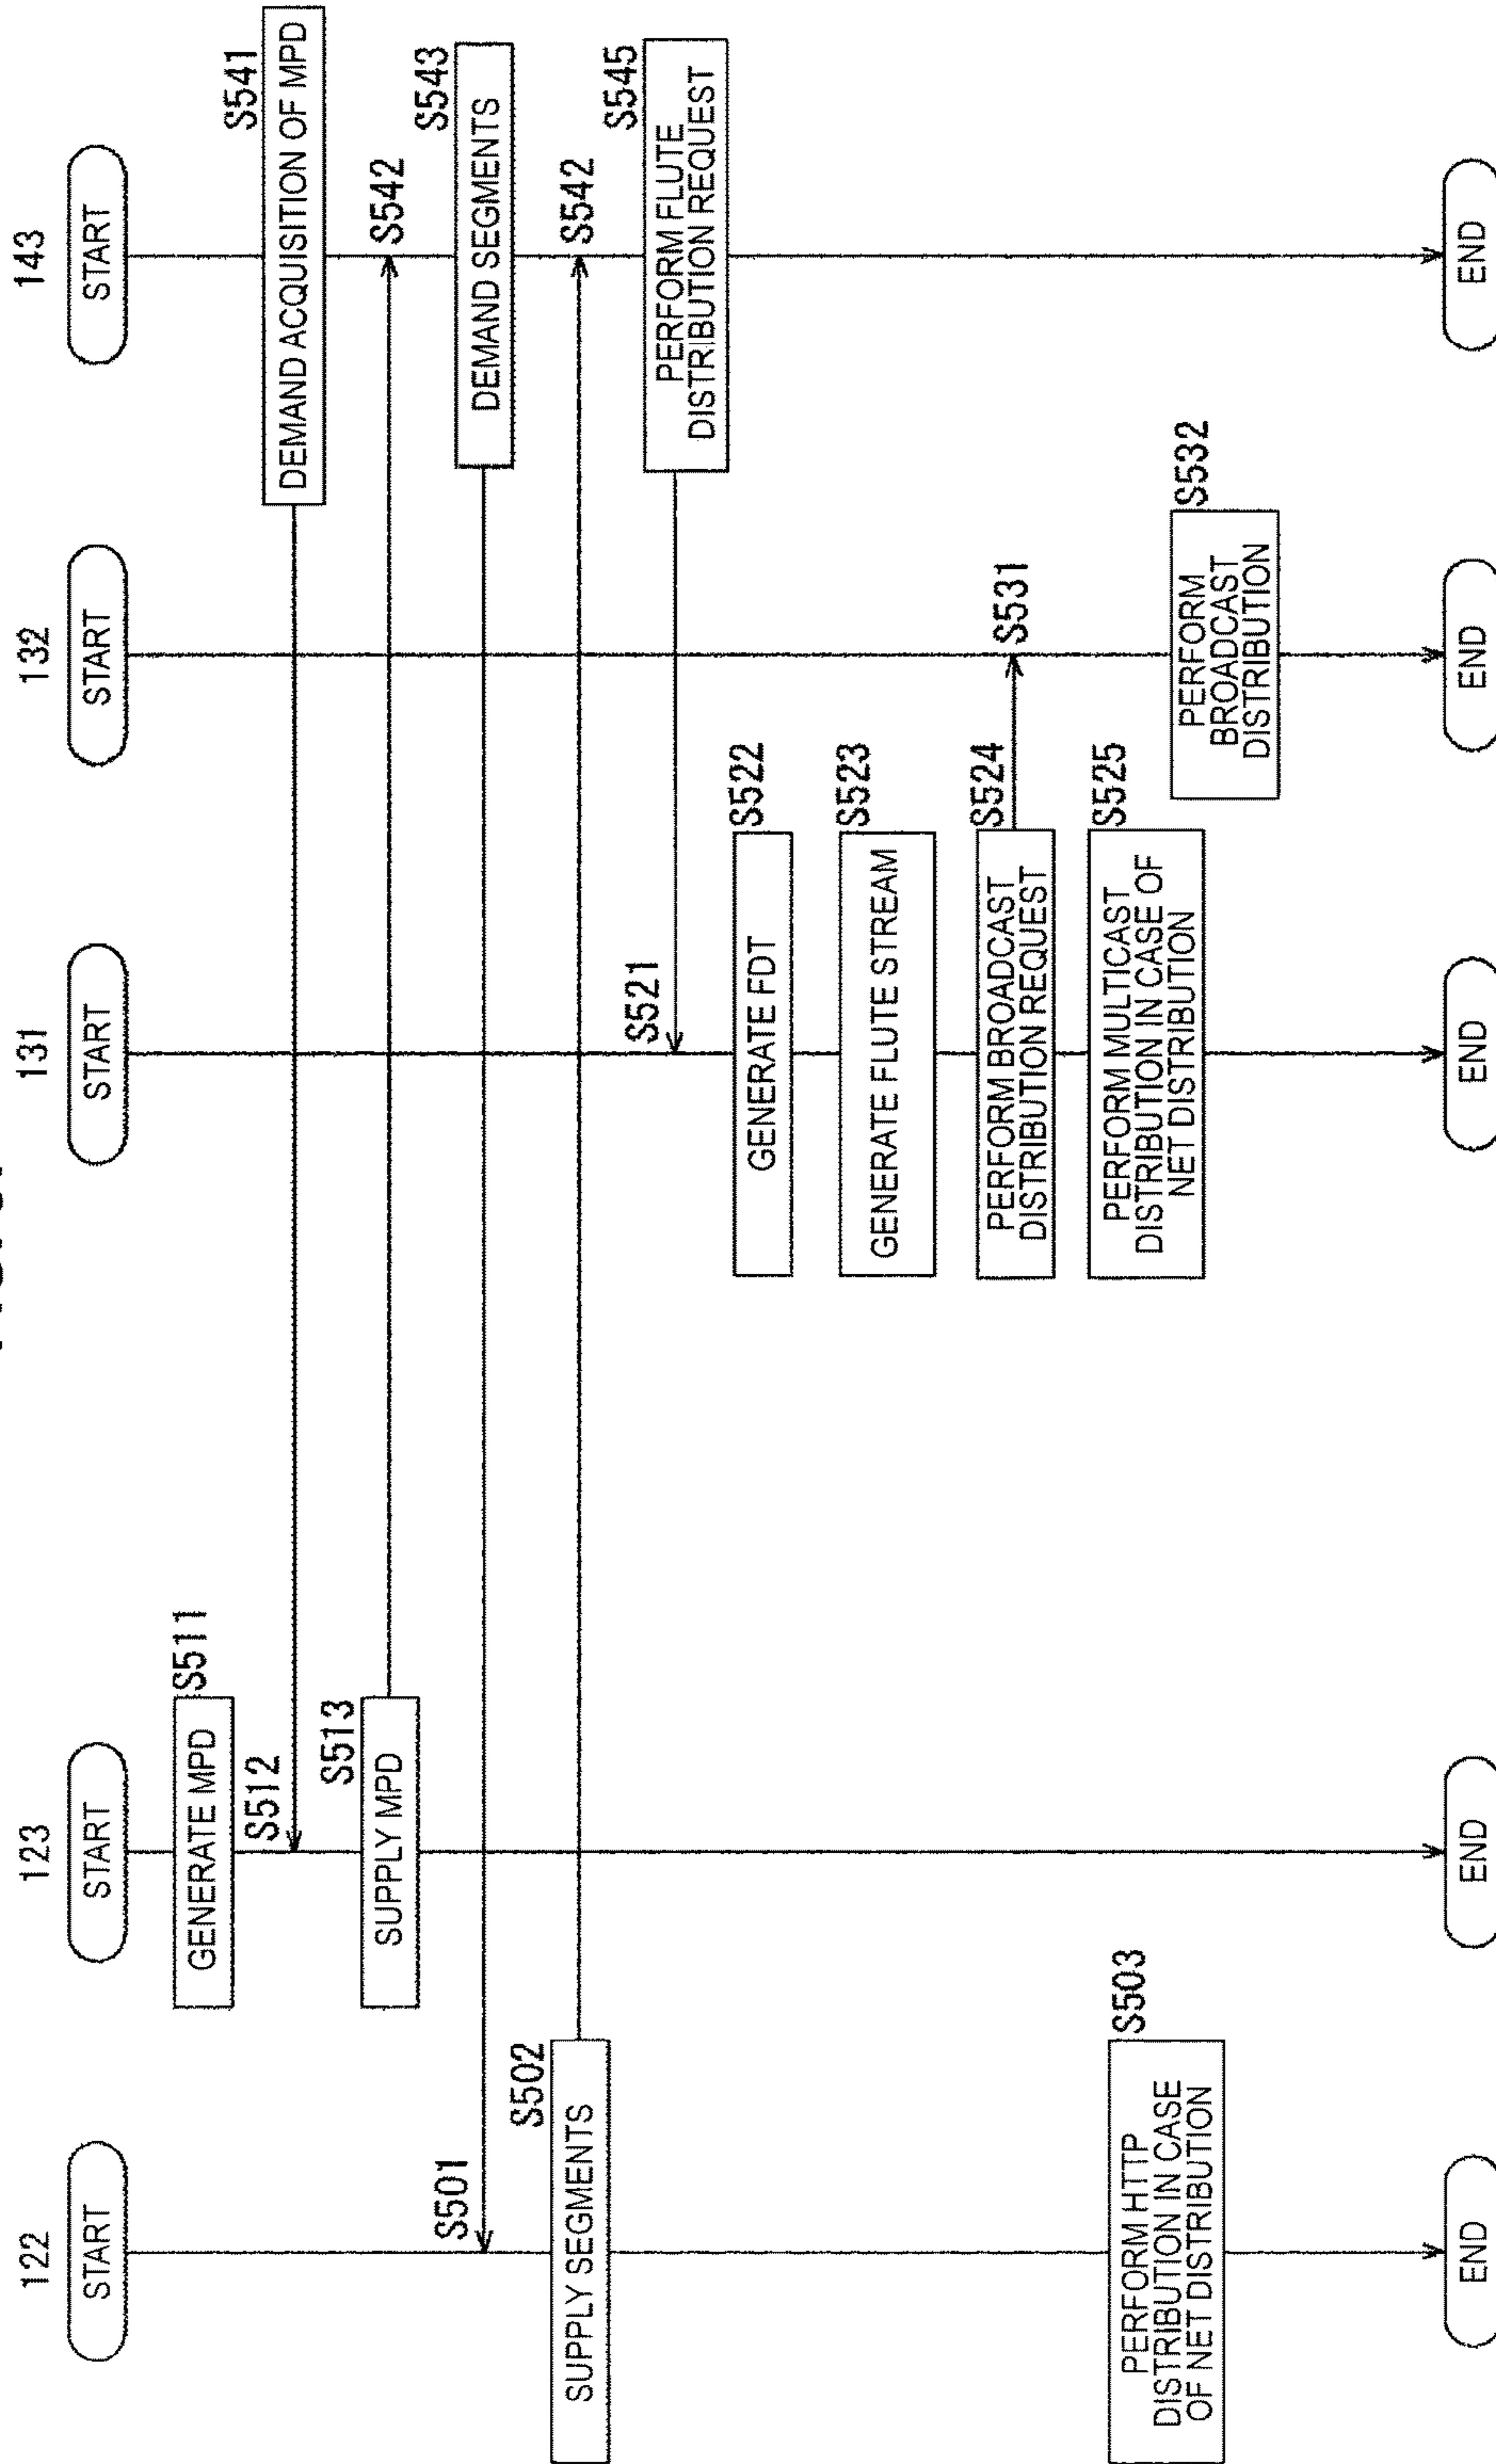 122
123
131
132
143
START
START
START
START
START
S511
GENERATE MPD
S541
DEMAND ACQUISITION OF MPD
S512
S513
SUPPLY MPD
S542
S543
DEMAND SEGMENTS
S501
S502
SUPPLY SEGMENTS
S542
S545
PERFORM FLUTE
DISTRIBUTION REQUEST
S521
S522
GENERATE FDT
S523
GENERATE FLUTE STREAM
S524
PERFORM BROADCAST
DISTRIBUTION REQUEST
S531
S525
PERFORM MULTICAST
DISTRIBUTION IN CASE OF
NET DISTRIBUTION
S503
PERFORM HTTP
DISTRIBUTION IN CASE
OF NET DISTRIBUTION
S532
PERFORM
BROADCAST
DISTRIBUTION
END
END
END
END
END